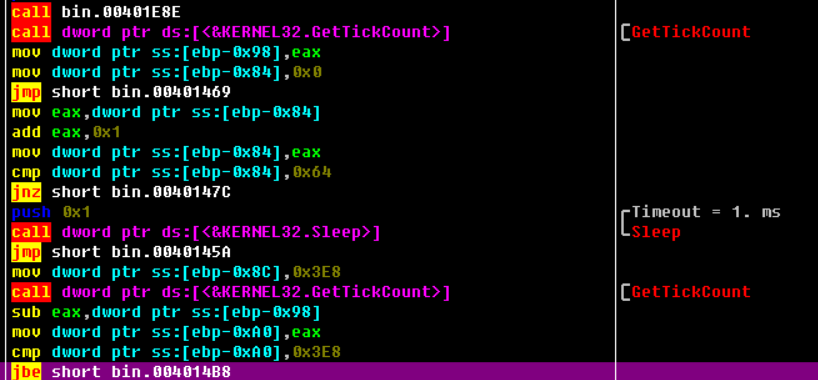 call bin.00401E8E
call dword ptr ds:[<&KERNEL32.GetTickCount>] GetTickCount
mov dword ptr ss:[ebp-0x98],eax
mov dword ptr ss:[ebp-0x84],0x0
jmp short bin.00401469
mov eax,dword ptr ss:[ebp-0x84]
add eax,0x1
mov dword ptr ss:[ebp-0x84],eax
cmp dword ptr ss:[ebp-0x84],0x64
jnz short bin.0040147C
push 0x1 Timeout = 1. ms
call dword ptr ds:[<&KERNEL32.Sleep>] Sleep
jmp short bin.0040145A
mov dword ptr ss:[ebp-0x8C],0x3E8
call dword ptr ds:[<&KERNEL32.GetTickCount>] GetTickCount
sub eax,dword ptr ss:[ebp-0x98]
mov dword ptr ss:[ebp-0xA0],eax
cmp dword ptr ss:[ebp-0xA0],0x3E8
jbe short bin.004014B8